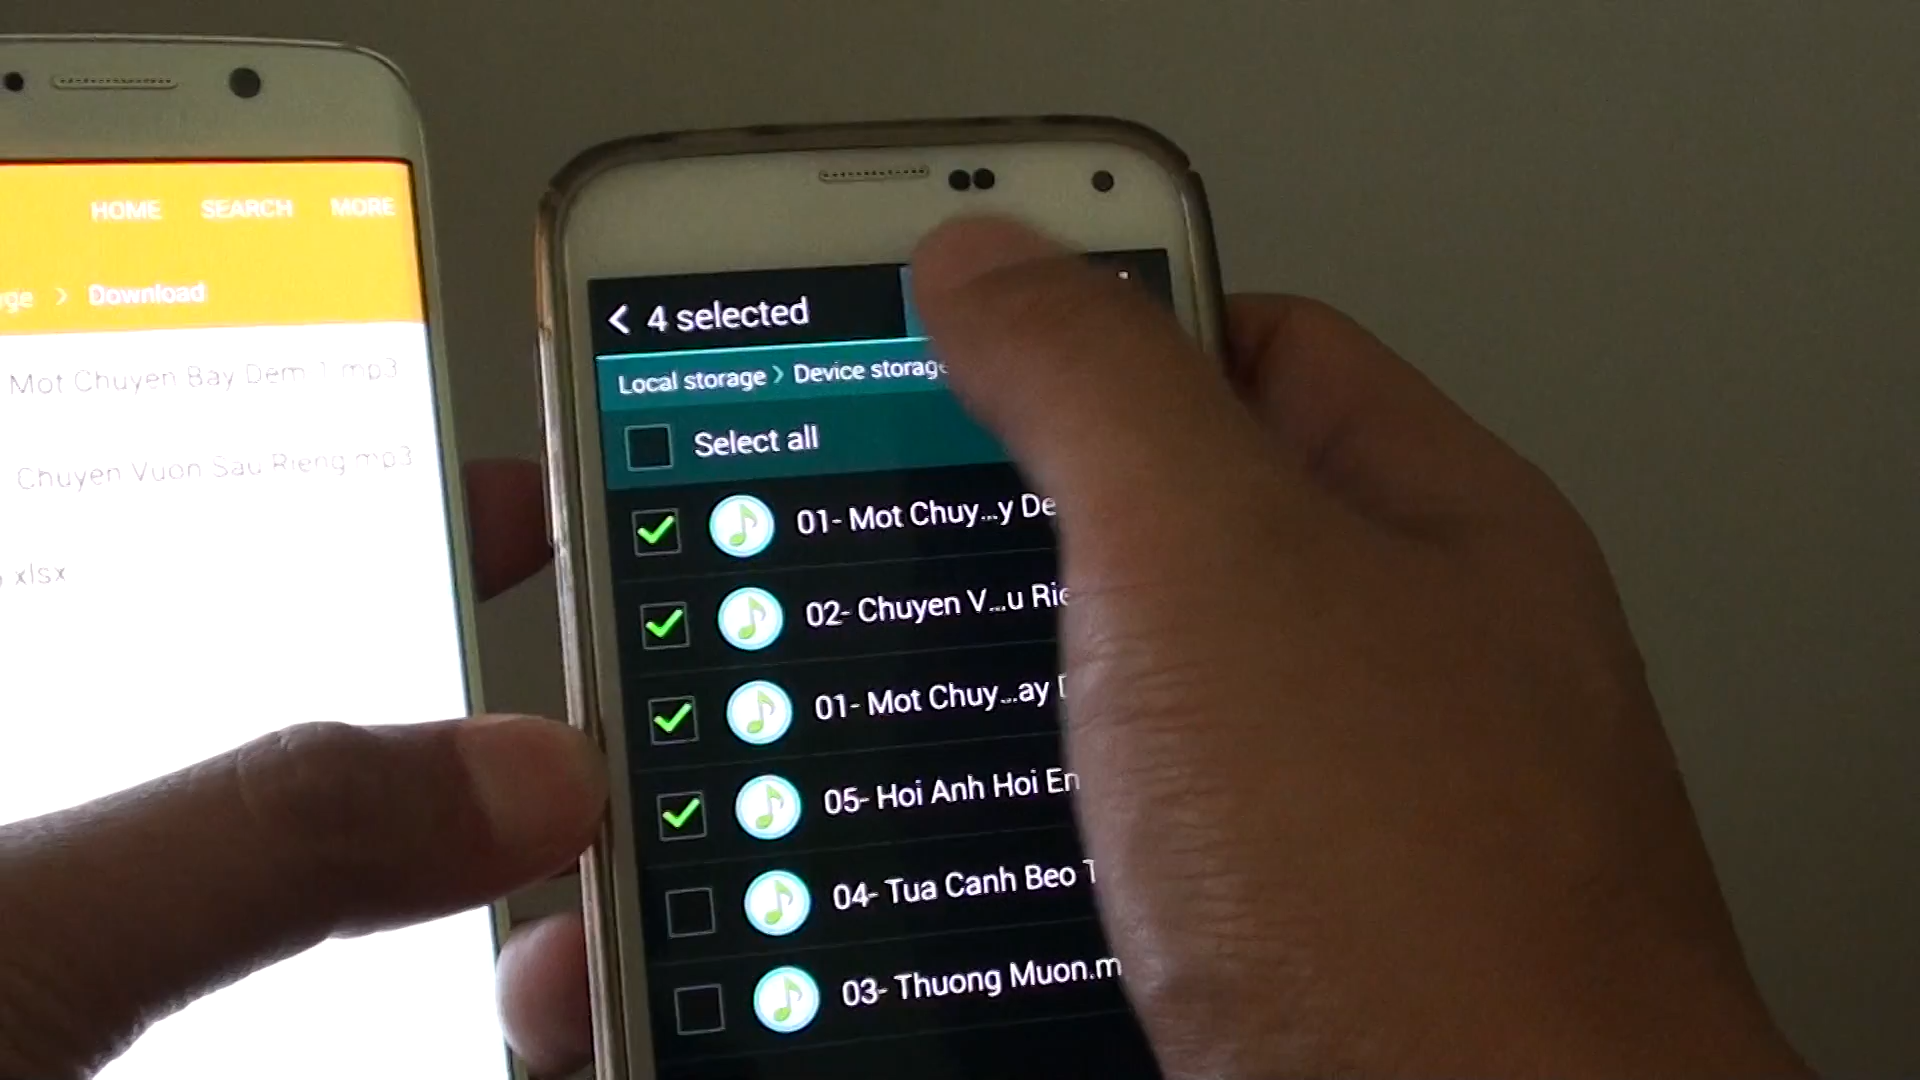 HOME SEARCH MORE
> Download
Mot Chuyen Bay Dem 1.mp3
Chuyen Vuon Sau Rieng.mp3
xlsx
< 4 selected
Local storage > Device storage
Select all
01- Mot Chuy...y De
02- Chuyen V...u Rie
01- Mot Chuy...ay
05- Hoi Anh Hoi En
04- Tua Canh Beo T
03- Thuong Muon.m